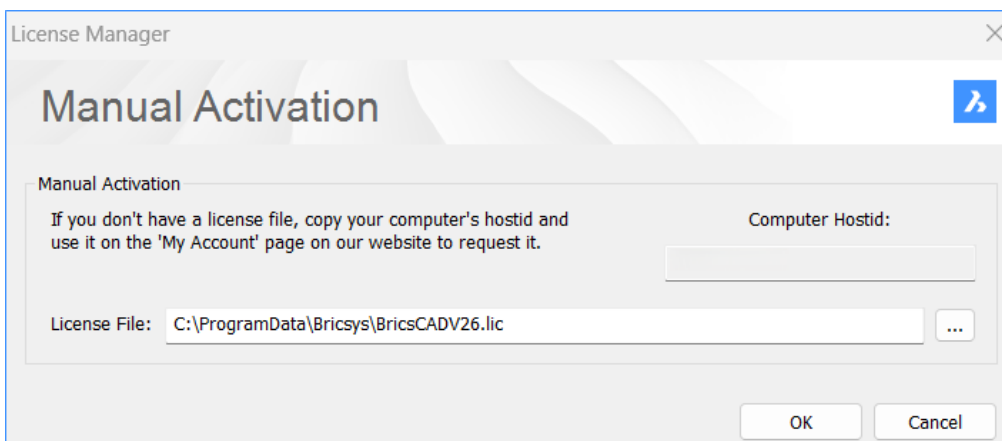 License Manager
Manual Activation
Manual Activation
If you don't have a license file, copy your computer's hostid and
use it on the 'My Account' page on our website to request it.
Computer Hostid:
License File:
C:\ProgramData\Bricsys\BricsCADV26.lic
...
OK
Cancel